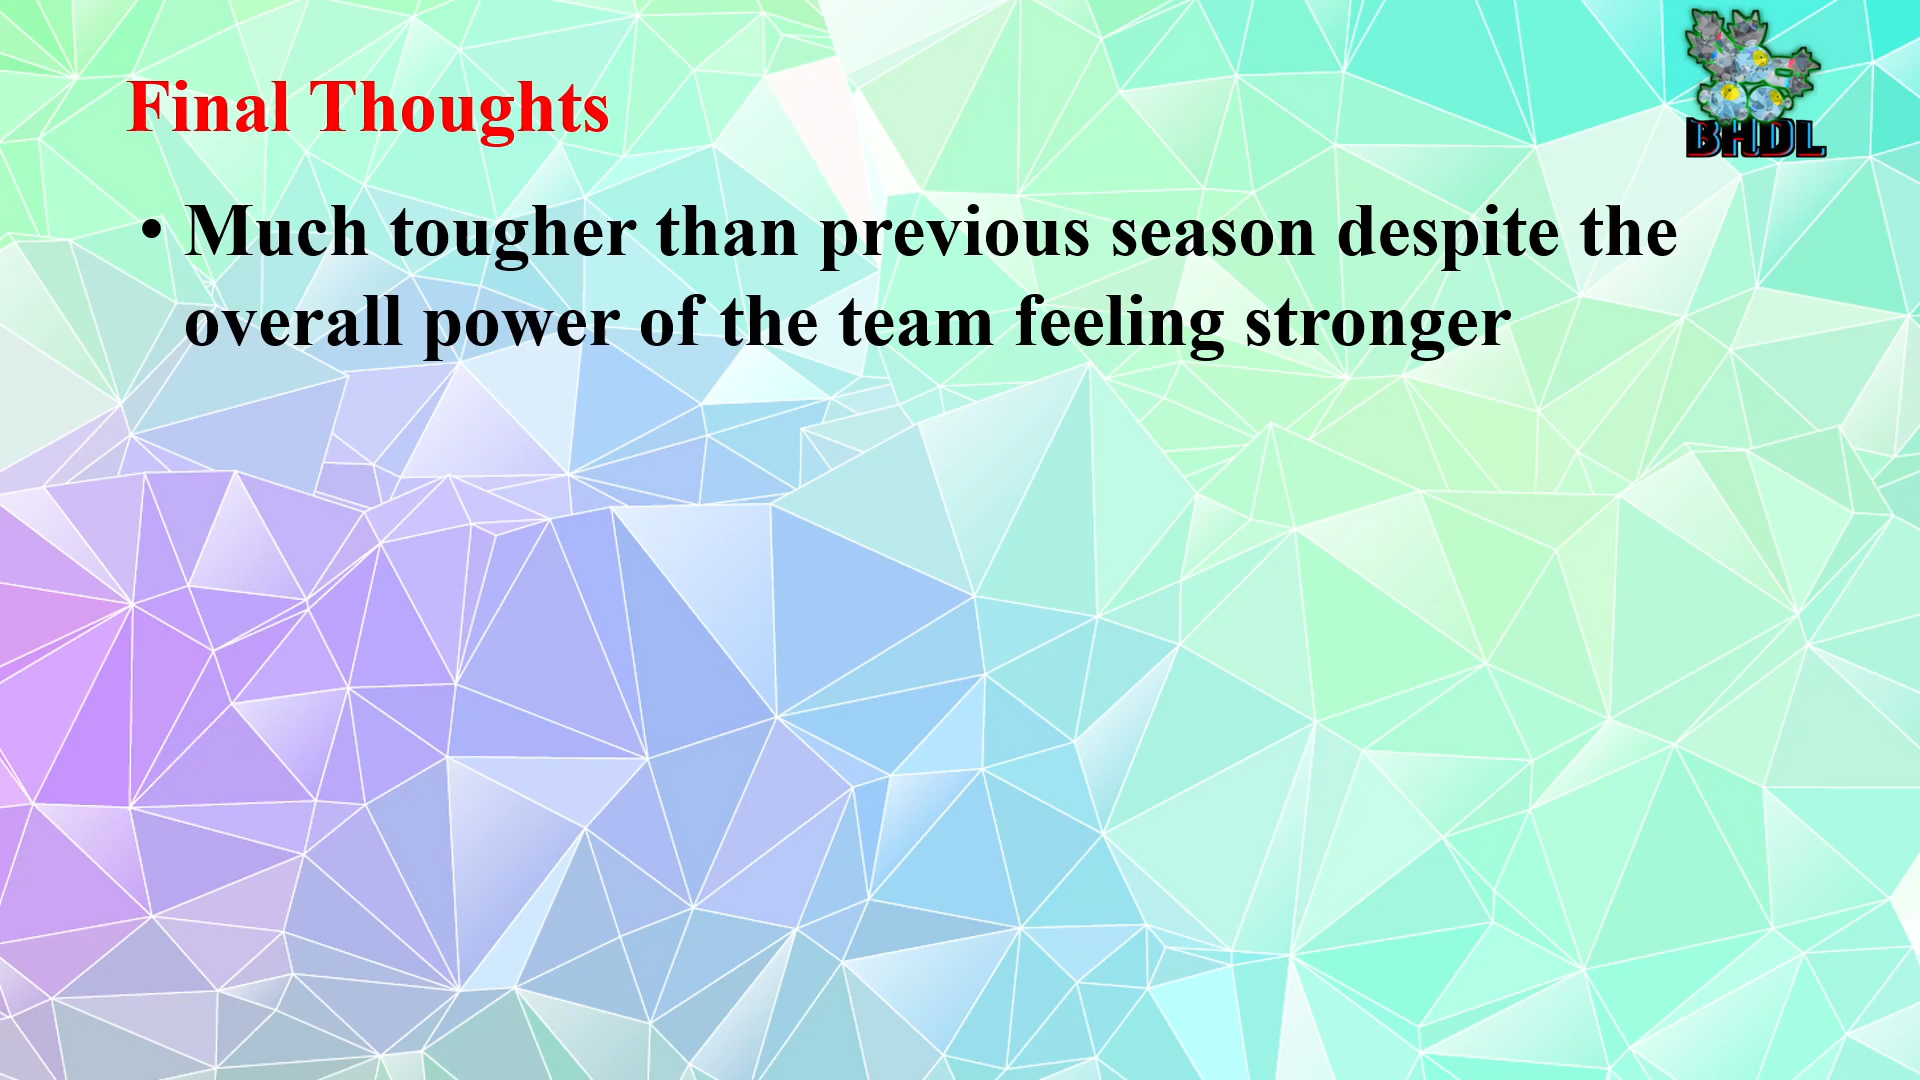 Final Thoughts
BHDL
• Much tougher than previous season despite the
overall power of the team feeling stronger